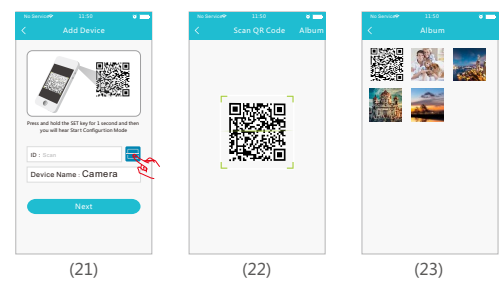 No Service 11:50
Add Device
Press and hold the SET key for 1 second and then
you will hear Start Configurtion Mode
ID : Scan
Device Name : Camera
Next
(21)
No Service 11:50
Scan QR Code Album
(22)
No Service 11:50
Album
(23)